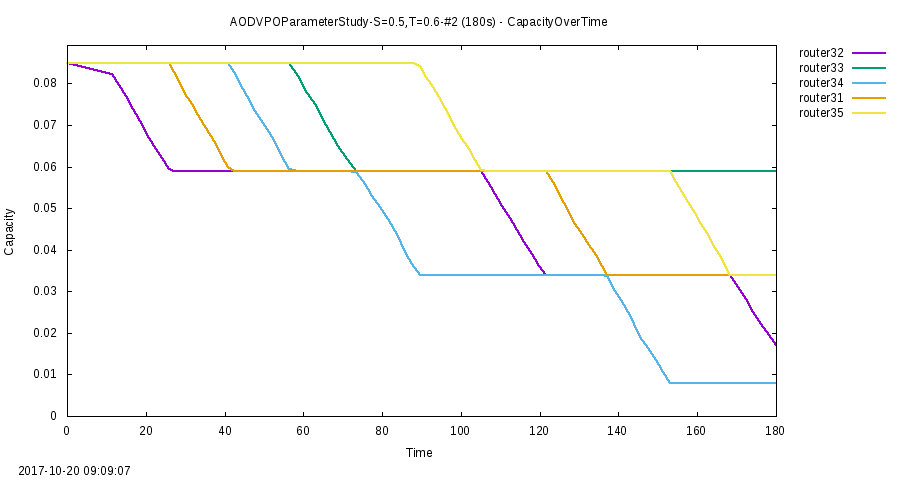 AODVPOParameterStudy-S=0.5,T=0.6-#2 (180s) - CapacityOverTime
router32
router33
router34
router31
router35
0.08
0.07
0.06
0.05
0.04
0.03
0.02
0.01
0
Capacity
0 20 40 60 80 100 120 140 160 180
Time
2017-10-20 09:09:07